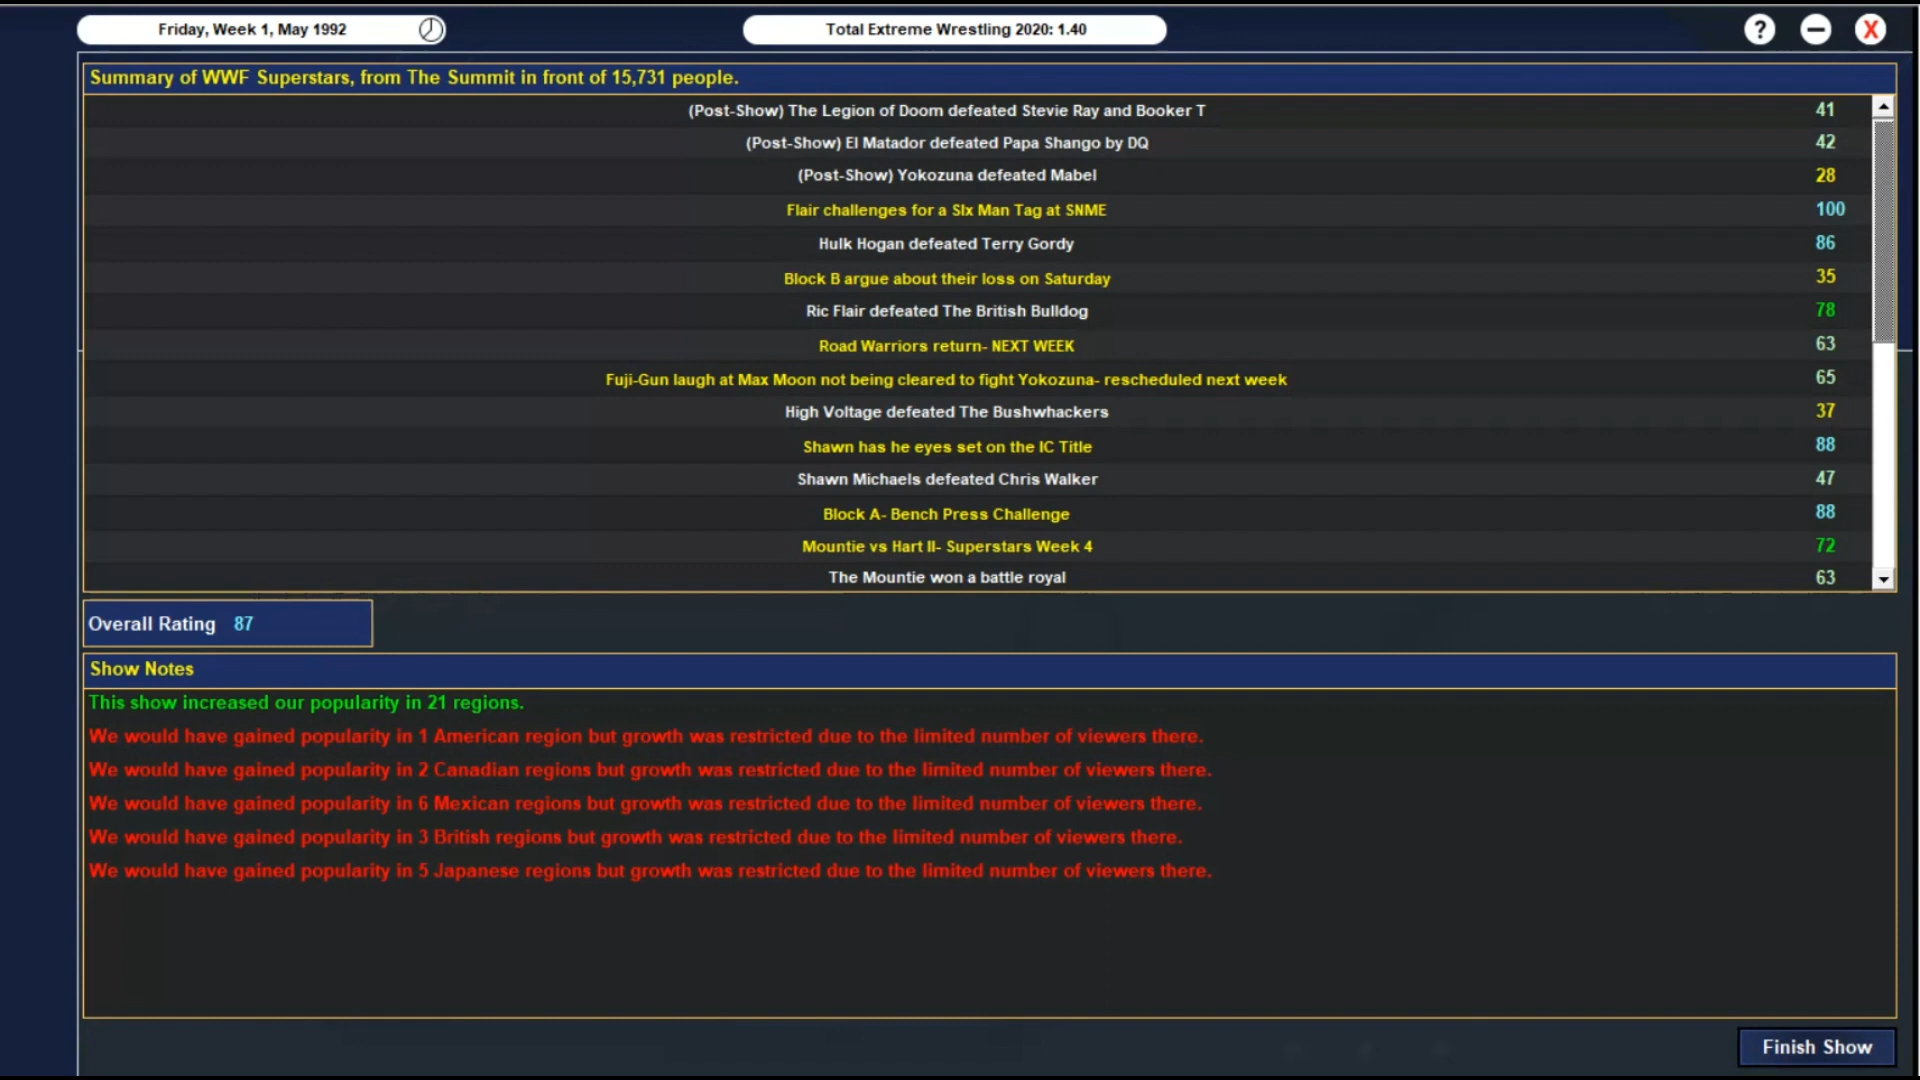 Friday, Week 1, May 1992
Total Extreme Wrestling 2020: 1.40
? X
Summary of WWF Superstars, from The Summit in front of 15,731 people.
(Post-Show) The Legion of Doom defeated Stevie Ray and Booker T 41
(Post-Show) El Matador defeated Papa Shango by DQ 42
(Post-Show) Yokozuna defeated Mabel 28
Flair challenges for a SIx Man Tag at SNME 100
Hulk Hogan defeated Terry Gordy 86
Block B argue about their loss on Saturday 35
Ric Flair defeated The British Bulldog 78
Road Warriors return- NEXT WEEK 63
Fuji-Gun laugh at Max Moon not being cleared to fight Yokozuna- rescheduled next week 65
High Voltage defeated The Bushwhackers 37
Shawn has he eyes set on the IC Title 88
Shawn Michaels defeated Chris Walker 47
Block A- Bench Press Challenge 88
Mountie vs Hart II- Superstars Week 4 72
The Mountie won a battle royal 63
Overall Rating 87
Show Notes
This show increased our popularity in 21 regions.
We would have gained popularity in 1 American region but growth was restricted due to the limited number of viewers there.
We would have gained popularity in 2 Canadian regions but growth was restricted due to the limited number of viewers there.
We would have gained popularity in 6 Mexican regions but growth was restricted due to the limited number of viewers there.
We would have gained popularity in 3 British regions but growth was restricted due to the limited number of viewers there.
We would have gained popularity in 5 Japanese regions but growth was restricted due to the limited number of viewers there.
Finish Show